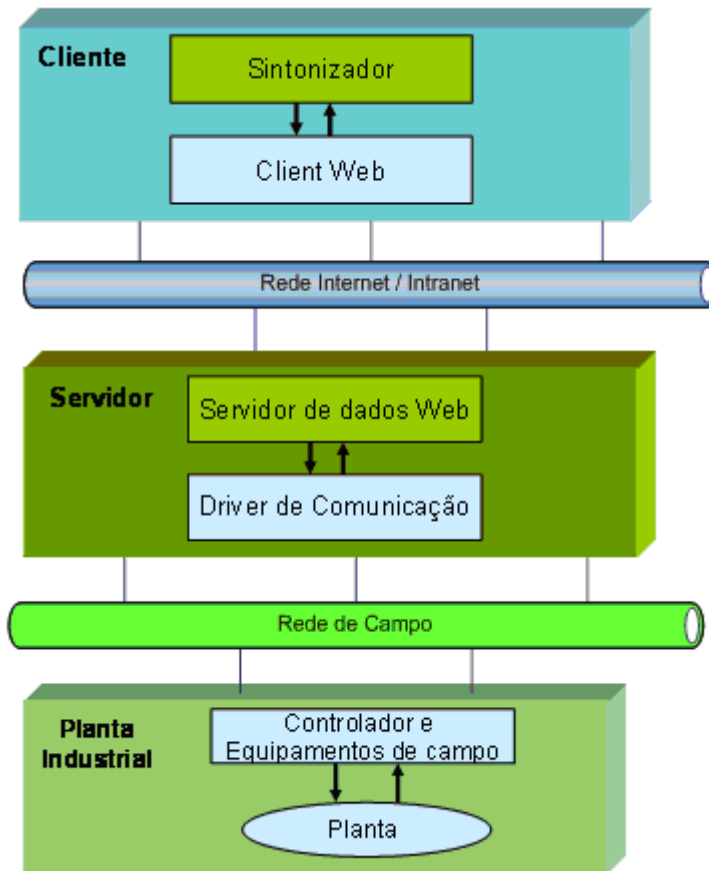 Cliente
Sintonizador
Client Web
Rede Internet / Intranet
Servidor
Servidor de dados Web
Driver de Comunicação
Rede de Campo
Planta
Industrial
Controlador e
Equipamentos de campo
Planta